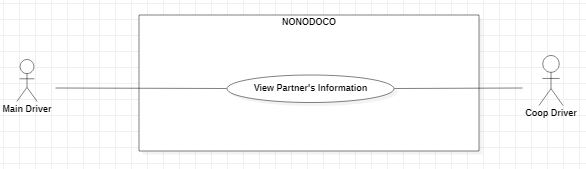 NONODOCO
View Partner's Information
Main Driver
Coop Driver